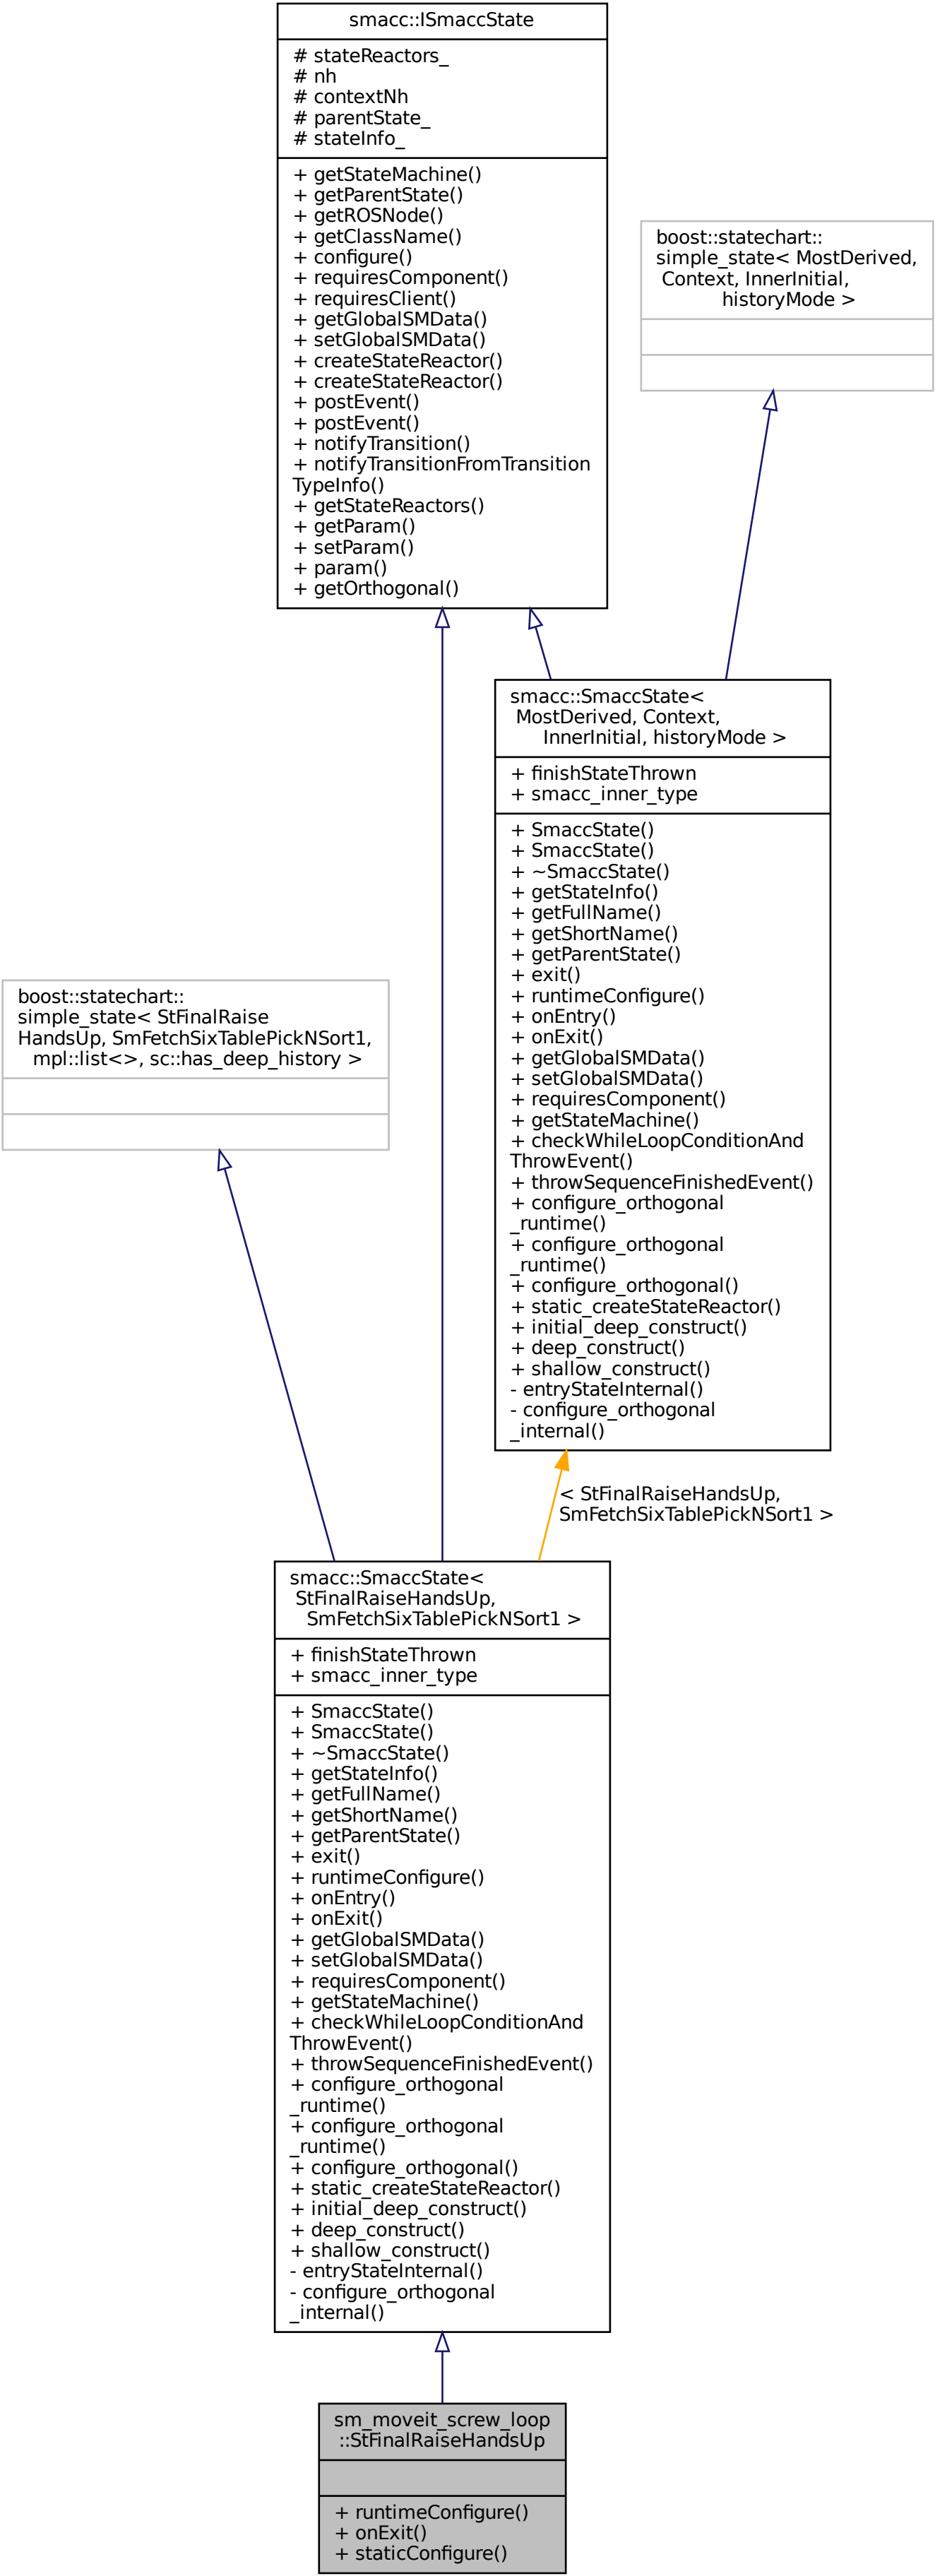 smacc::ISmaccState
# stateReactors_
# nh
# contextNh
# parentState_
# stateInfo_
+ getStateMachine()
+ getParentState()
+ getROSNode()
+ getClassName()
+ configure()
+ requiresComponent()
+ requiresClient()
+ getGlobalSMData()
+ setGlobalSMData()
+ createStateReactor()
+ createStateReactor()
+ postEvent()
+ postEvent()
+ notifyTransition()
+ notifyTransitionFromTransition
TypeInfo()
+ getStateReactors()
+ getParam()
+ setParam()
+ param()
+ getOrthogonal()
boost::statechart::
simple_state< MostDerived,
Context, InnerInitial,
historyMode >
smacc::SmaccState<
MostDerived, Context,
InnerInitial, historyMode >
+ finishStateThrown
+ smacc_inner_type
+ SmaccState()
+ SmaccState()
+ ~SmaccState()
+ getStateInfo()
+ getFullName()
+ getShortName()
+ getParentState()
+ exit()
+ runtimeConfigure()
+ onEntry()
+ onExit()
+ getGlobalSMData()
+ setGlobalSMData()
+ requiresComponent()
+ getStateMachine()
+ checkWhileLoopConditionAnd
ThrowEvent()
+ throwSequenceFinishedEvent()
+ configure_orthogonal
_runtime()
+ configure_orthogonal
_runtime()
+ configure_orthogonal()
+ static_createStateReactor()
+ initial_deep_construct()
+ deep_construct()
+ shallow_construct()
- entryStateInternal()
- configure_orthogonal
_internal()
boost::statechart::
simple_state< StFinalRaise
HandsUp, SmFetchSixTablePickNSort1,
mpl::list<>, sc::has_deep_history >
< StFinalRaiseHandsUp,
SmFetchSixTablePickNSort1 >
smacc::SmaccState<
StFinalRaiseHandsUp,
SmFetchSixTablePickNSort1 >
+ finishStateThrown
+ smacc_inner_type
+ SmaccState()
+ SmaccState()
+ ~SmaccState()
+ getStateInfo()
+ getFullName()
+ getShortName()
+ getParentState()
+ exit()
+ runtimeConfigure()
+ onEntry()
+ onExit()
+ getGlobalSMData()
+ setGlobalSMData()
+ requiresComponent()
+ getStateMachine()
+ checkWhileLoopConditionAnd
ThrowEvent()
+ throwSequenceFinishedEvent()
+ configure_orthogonal
_runtime()
+ configure_orthogonal
_runtime()
+ configure_orthogonal()
+ static_createStateReactor()
+ initial_deep_construct()
+ deep_construct()
+ shallow_construct()
- entryStateInternal()
- configure_orthogonal
_internal()
sm_moveit_screw_loop
::StFinalRaiseHandsUp
+ runtimeConfigure()
+ onExit()
+ staticConfigure()